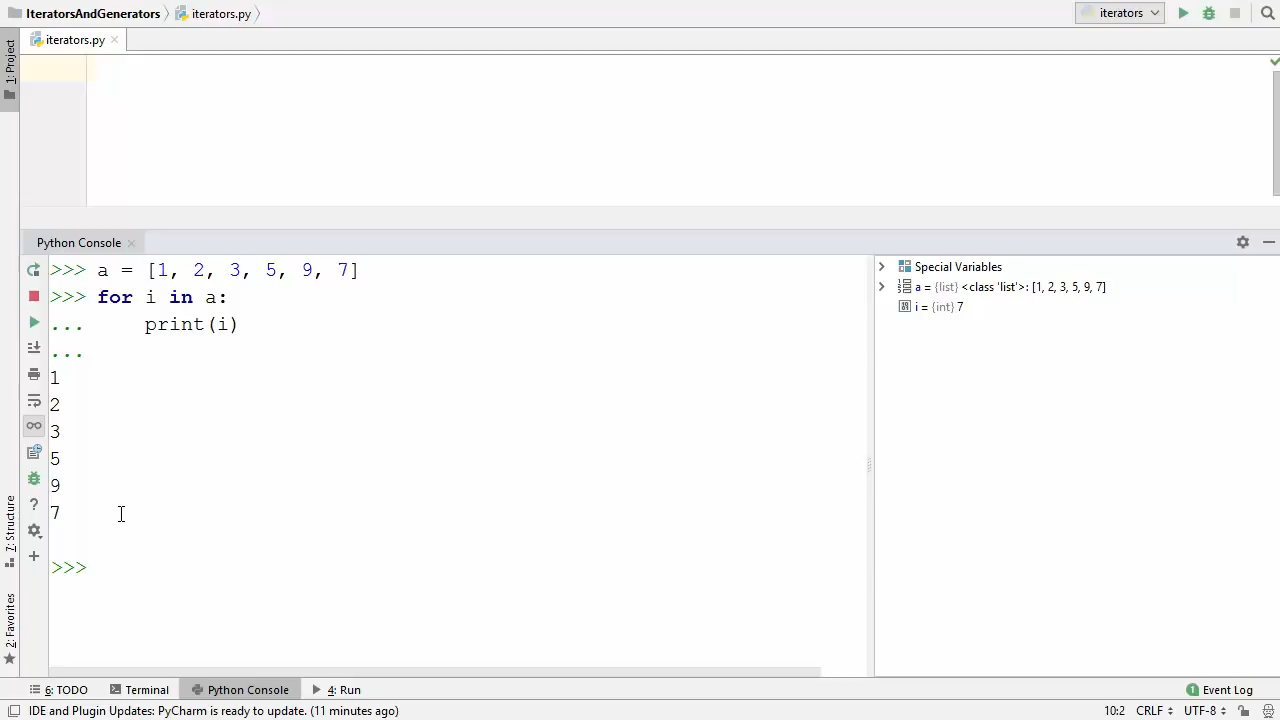 IteratorsAndGenerators iterators.py iterators
1: Project
iterators.py
Python Console
>>> a = [1, 2, 3, 5, 9, 7]
>>> for i in a:
... print(i)
...
1
2
3
5
9
7
>>>
Special Variables
a = {list} <class 'list'>: [1, 2, 3, 5, 9, 7]
i = {int} 7
7: Structure
2: Favorites
6: TODO Terminal Python Console 4: Run 1 Event Log
IDE and Plugin Updates: PyCharm is ready to update. (11 minutes ago) 10:2 CRLF UTF-8